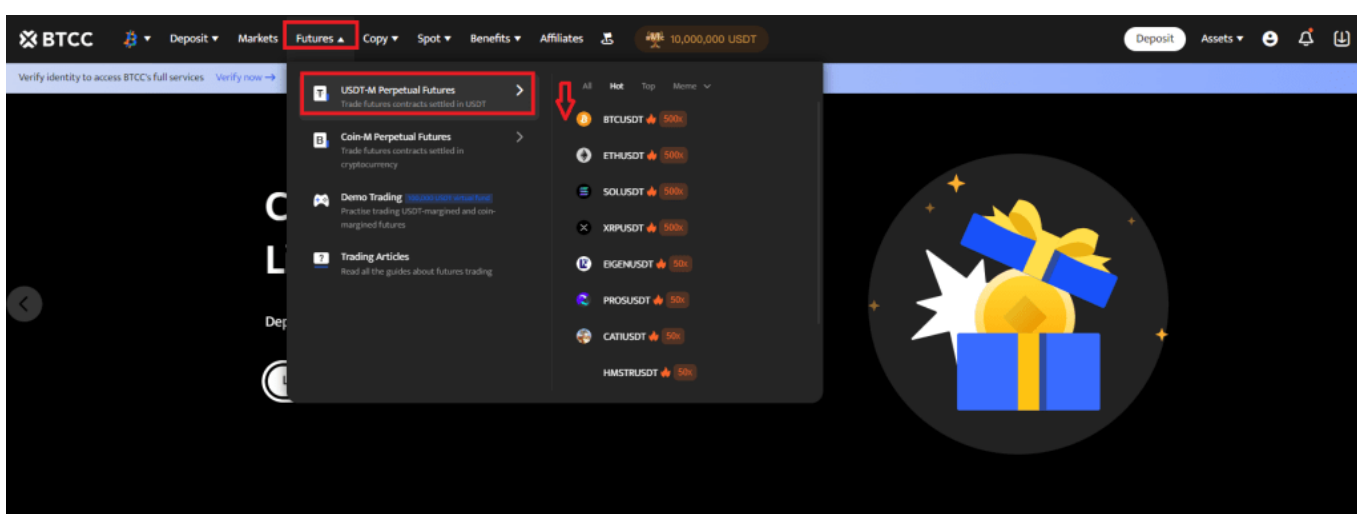 BTCC
Deposit
Markets
Futures
Copy
Spot
Benefits
Affiliates
10,000,000 USDT
Deposit
Assets
Verify identity to access BTCC's full services Verify now →
USDT-M Perpetual Futures
Trade futures contracts settled in USDT
Coin-M Perpetual Futures
Trade futures contracts settled in
cryptocurrency
Demo Trading
Practise trading USDT-margined and coin-
margined futures
Trading Articles
Read all the guides about futures trading
All Hot Top Meme
BTCUSDT 500x
ETHUSDT 500x
SOLUSDT 500x
XRPUSDT 500x
EIGENUSDT 50x
PROSUSDT 50x
CATIUSDT 50x
HMSTRUSDT 50x
C
Li
Dep